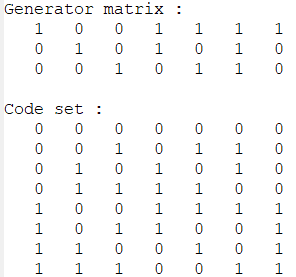 Generator matrix :
1 0 0 1 1 1 1
0 1 0 1 0 1 0
0 0 1 0 1 1 0
Code set :
0 0 0 0 0 0 0
0 0 1 0 1 1 0
0 1 0 1 0 1 0
0 1 1 1 1 0 0
1 0 0 1 1 1 1
1 0 1 1 0 0 1
1 1 0 0 1 0 1
1 1 1 0 0 1 1